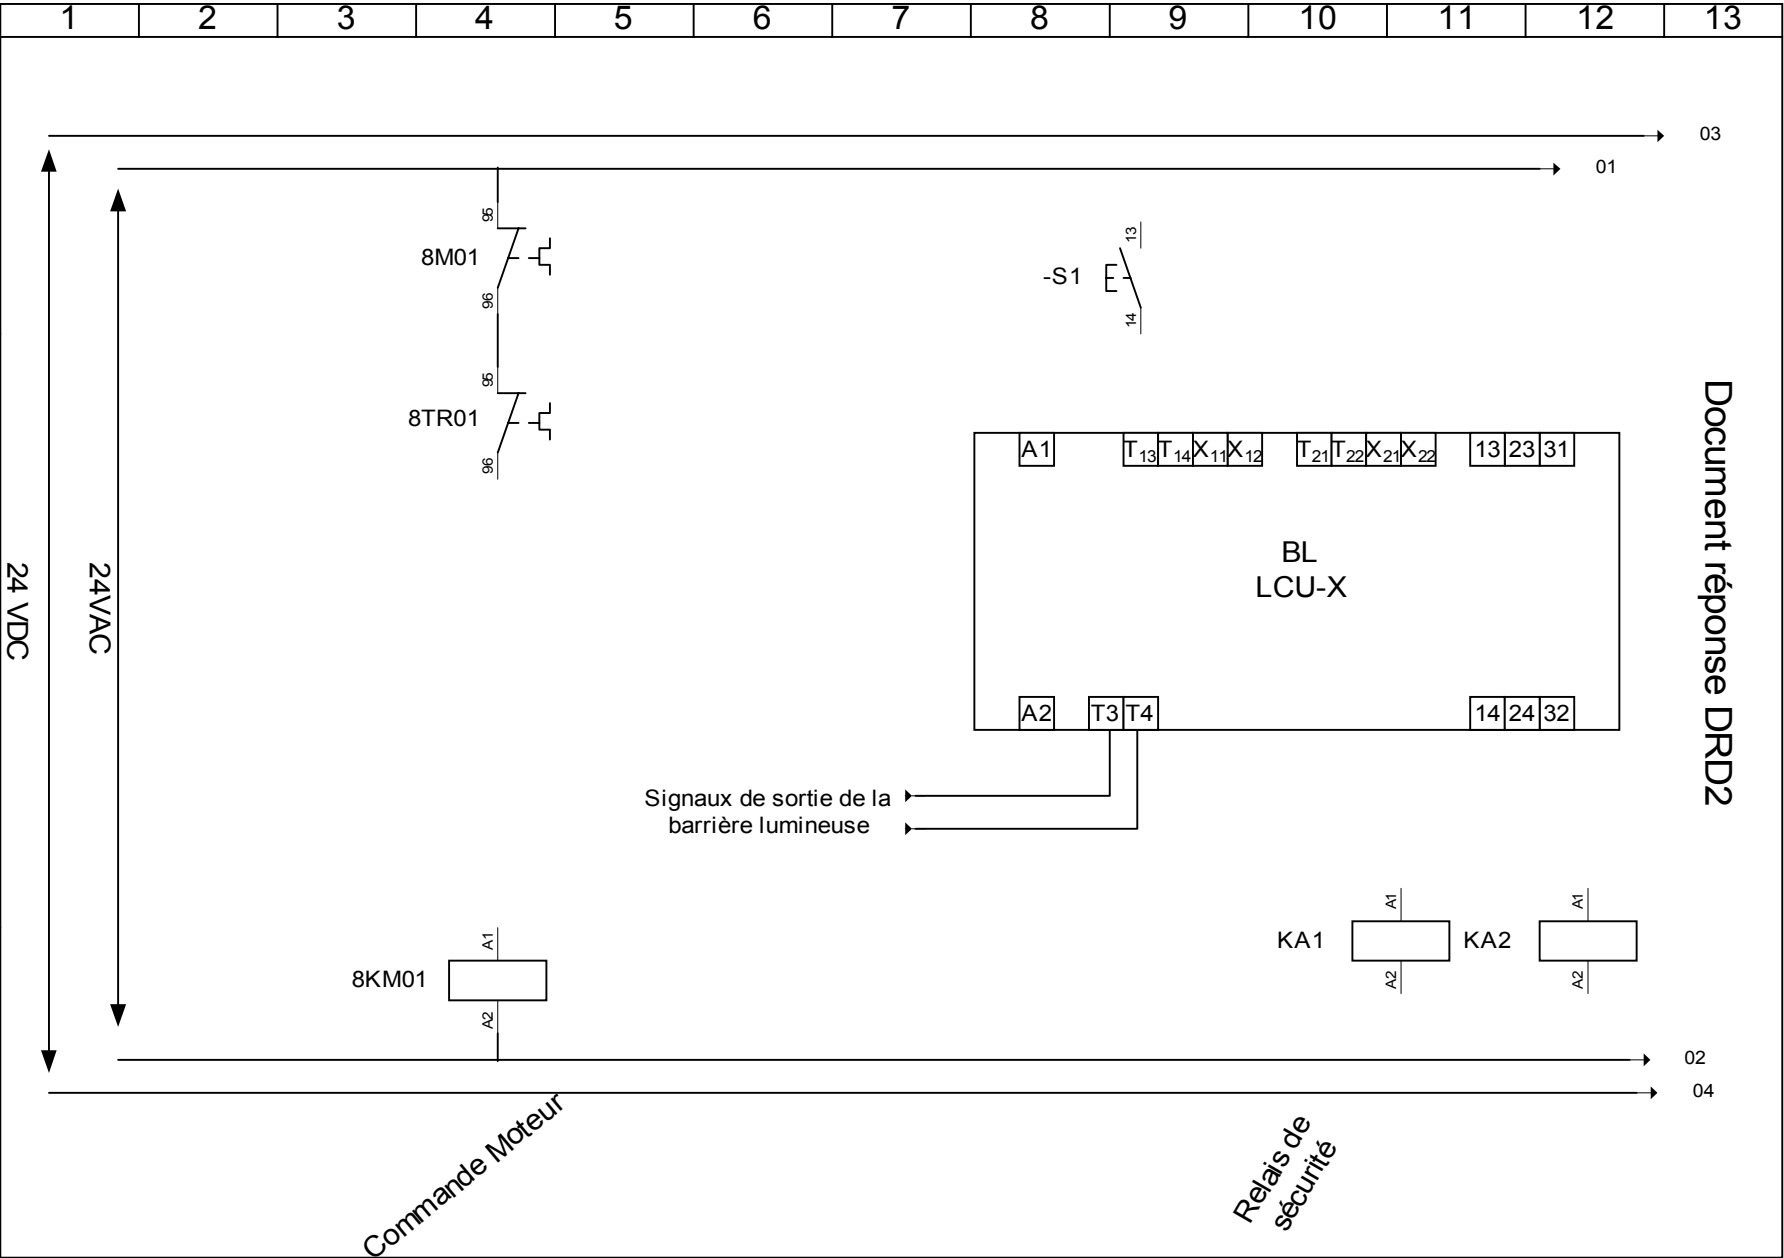 1 2 3 4 5 6 7 8 9 10 11 12 13
03
01
95
8M01
96
95
8TR01
96
13
-S1
14
A1 T13 T14 X11 X12 T21 T22 X21 X22 13 23 31
BL
LCU-X
A2 T3 T4 14 24 32
Signaux de sortie de la
barrière lumineuse
24 VDC
24VAC
Document réponse DRD2
A1
KA1
A2
A1
KA2
A2
A1
8KM01
A2
02
04
Commande Moteur
Relais de
sécurité